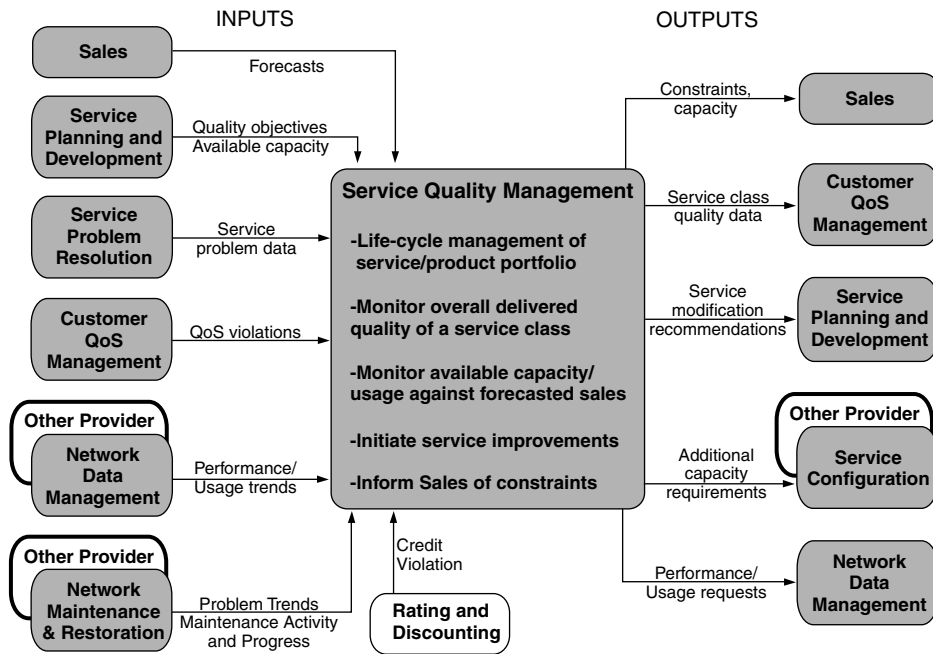 INPUTS
OUTPUTS
Sales
Forecasts
Service
Planning and
Development
Quality objectives
Available capacity
Service
Problem
Resolution
Service
problem data
Customer
QoS
Management
QoS violations
Other Provider
Network
Data
Management
Performance/
Usage trends
Other Provider
Network
Maintenance
& Restoration
Problem Trends
Maintenance Activity
and Progress
Credit
Violation
Rating and
Discounting
Service Quality Management
-Life-cycle management of
service/product portfolio
-Monitor overall delivered
quality of a service class
-Monitor available capacity/
usage against forecasted sales
-Initiate service improvements
-Inform Sales of constraints
Constraints,
capacity
Sales
Service class
quality data
Customer
QoS
Management
Service
modification
recommendations
Service
Planning and
Development
Additional
capacity
requirements
Other Provider
Service
Configuration
Performance/
Usage requests
Network
Data
Management